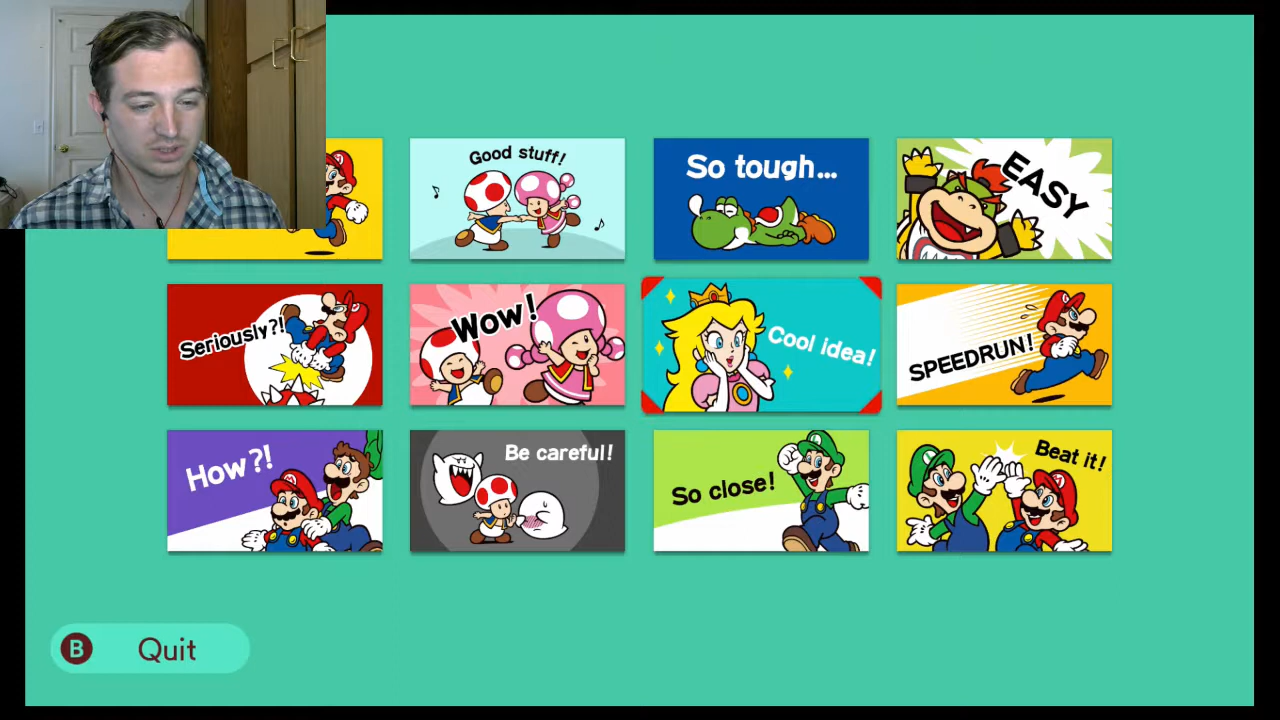 Good stuff!
So tough...
EASY
Seriously?!
Wow!
Cool idea!
SPEEDRUN!
How?!
Be careful!
So close!
Beat it!
B Quit